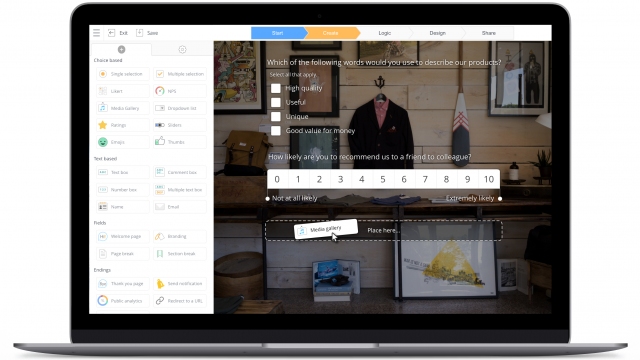 Exit Save Start Create Logic Design Share
Choice based
Single selection Multiple selection
Likert NPS
Media Gallery Dropdown list
Ratings Sliders
Emojis Thumbs
Text based
Text box Comment box
Number box Multiple text box
Name Email
Fields
Welcome page Branding
Page break Section break
Endings
Thank you page Send notification
Public analytics Redirect to a URL
Which of the following words would you use to describe our products?
Select all that apply
High quality
Useful
Unique
Good value for money
How likely are you to recommend us to a friend to colleague?
0 1 2 3 4 5 6 7 8 9 10
Not at all likely Extremely likely
Media gallery Place here...